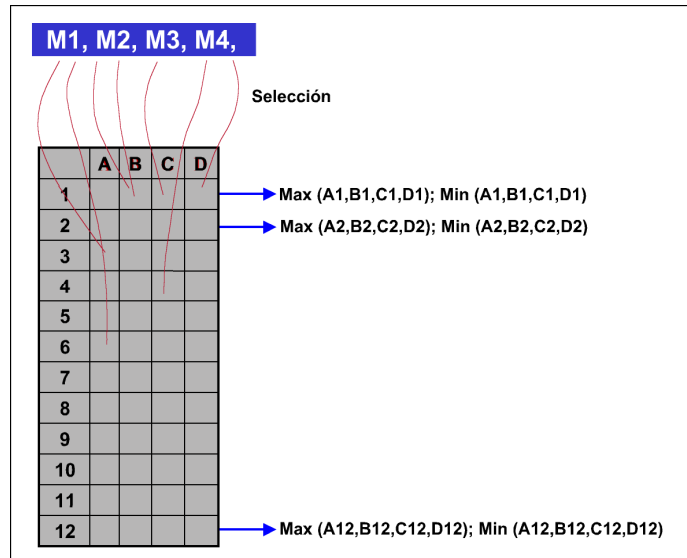 M1, M2, M3, M4,
Selección
A B C D
1 Max (A1,B1,C1,D1); Min (A1,B1,C1,D1)
2 Max (A2,B2,C2,D2); Min (A2,B2,C2,D2)
3
4
5
6
7
8
9
10
11
12 Max (A12,B12,C12,D12); Min (A12,B12,C12,D12)